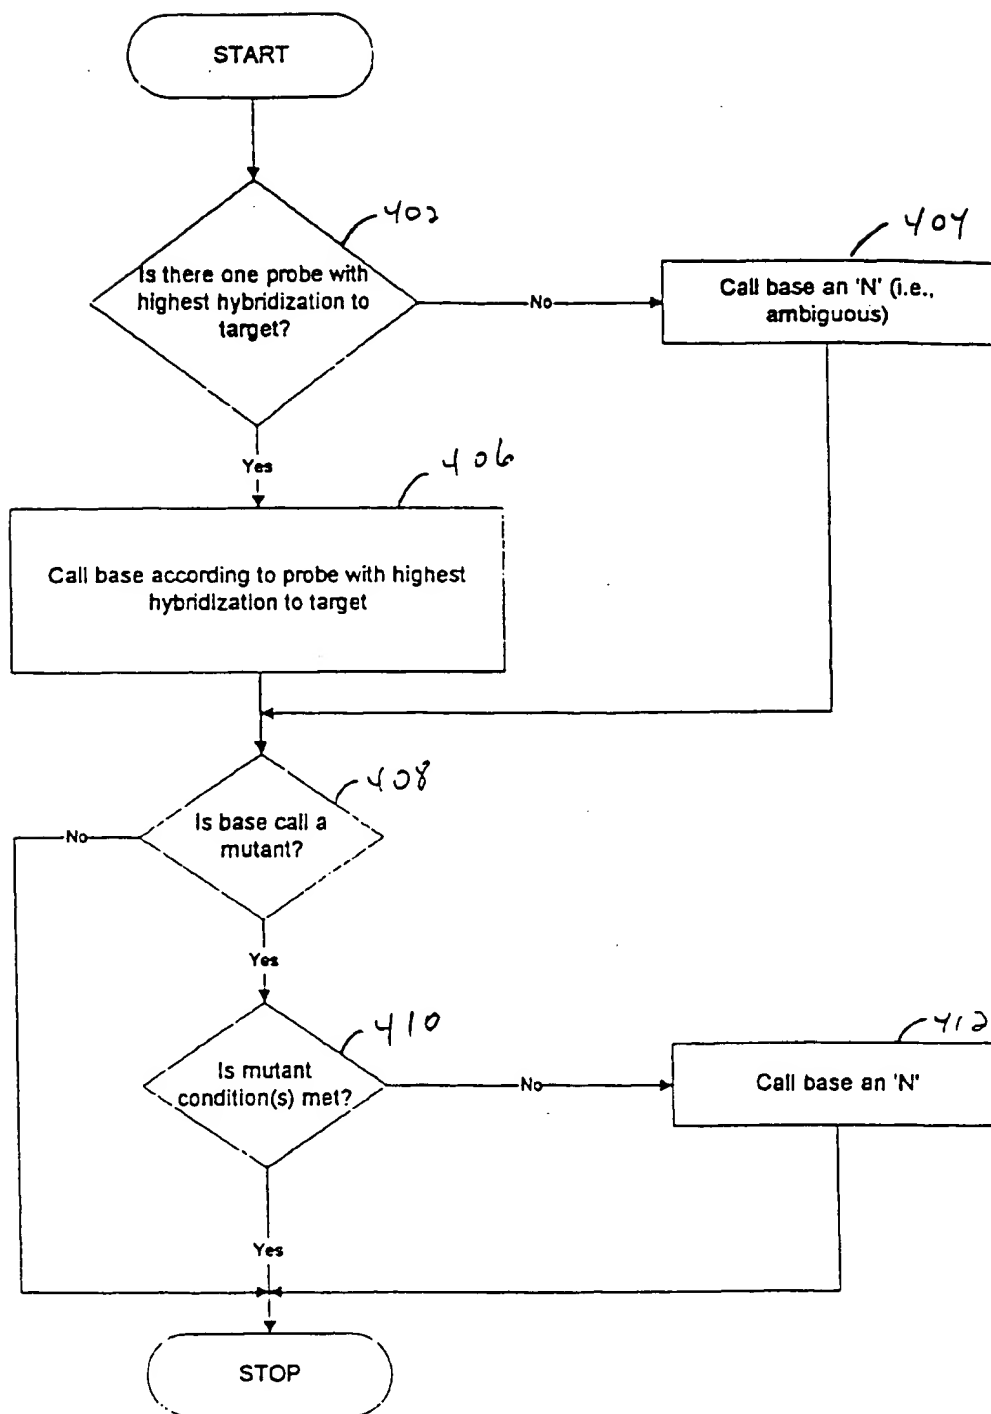 START
402
Is there one probe with
highest hybridization to
target?
No
404
Call base an 'N' (i.e.,
ambiguous)
Yes
406
Call base according to probe with highest
hybridization to target
408
Is base call a
mutant?
No
Yes
410
Is mutant
condition(s) met?
No
412
Call base an 'N'
Yes
STOP